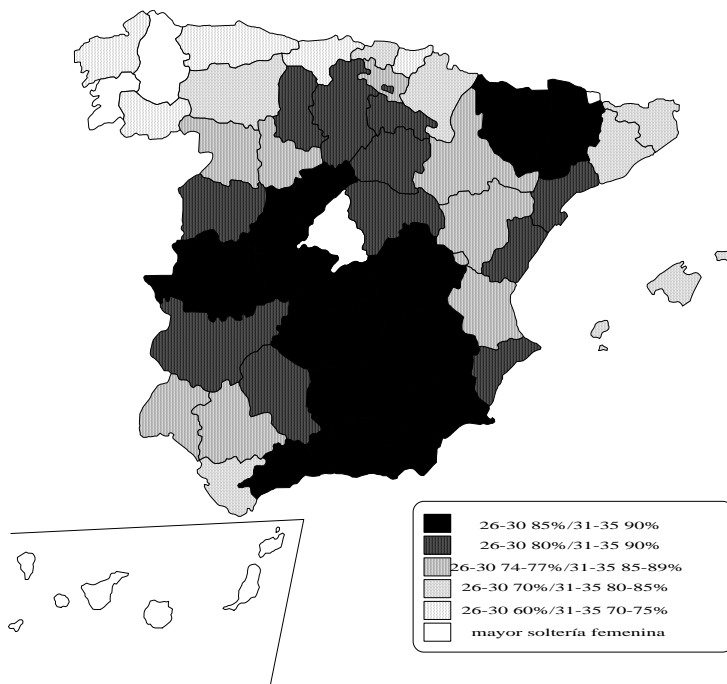 26-30 85%/31-35 90%
26-30 80%/31-35 90%
26-30 74-77%/31-35 85-89%
26-30 70%/31-35 80-85%
26-30 60%/31-35 70-75%
mayor soltería femenina